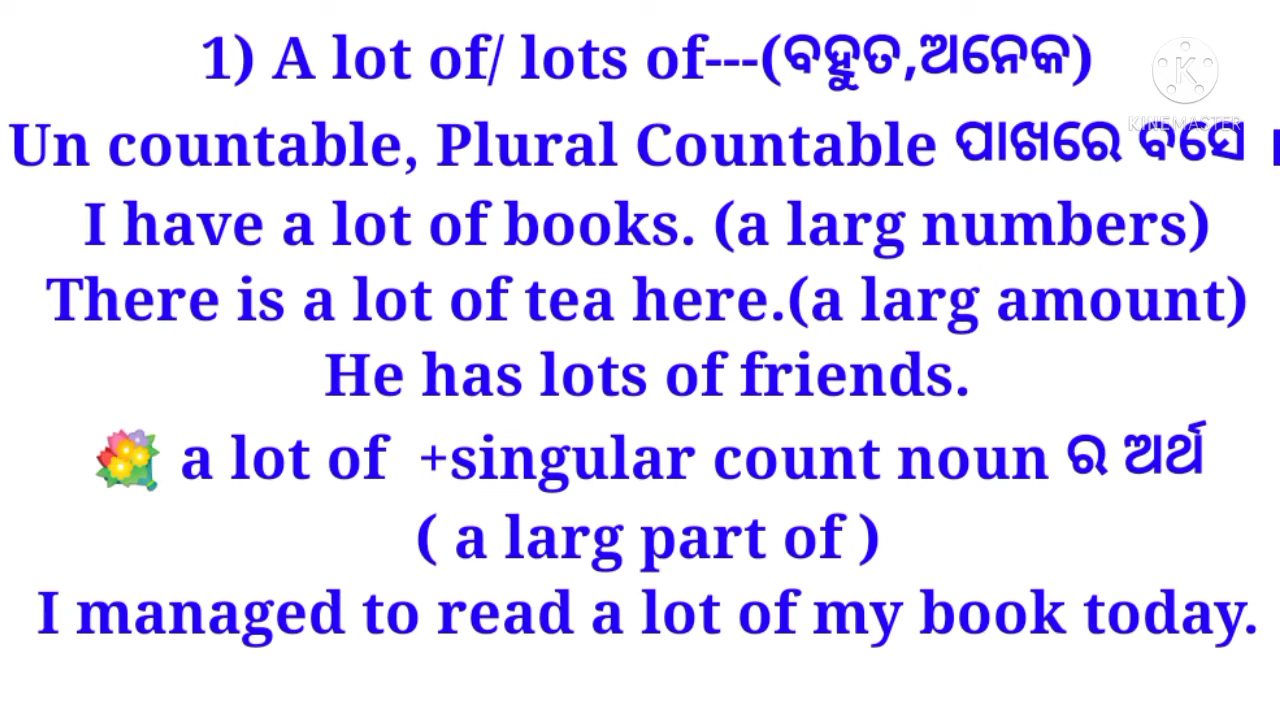 1) A lot of/ lots of---(ବହୁତ,ଅନେକ)
KINEMASTER
Un countable, Plural Countable ପାଖରେ ବସେ ।
I have a lot of books. (a larg numbers)
There is a lot of tea here.(a larg amount)
He has lots of friends.
💐 a lot of +singular count noun ର ଅର୍ଥ
( a larg part of )
I managed to read a lot of my book today.